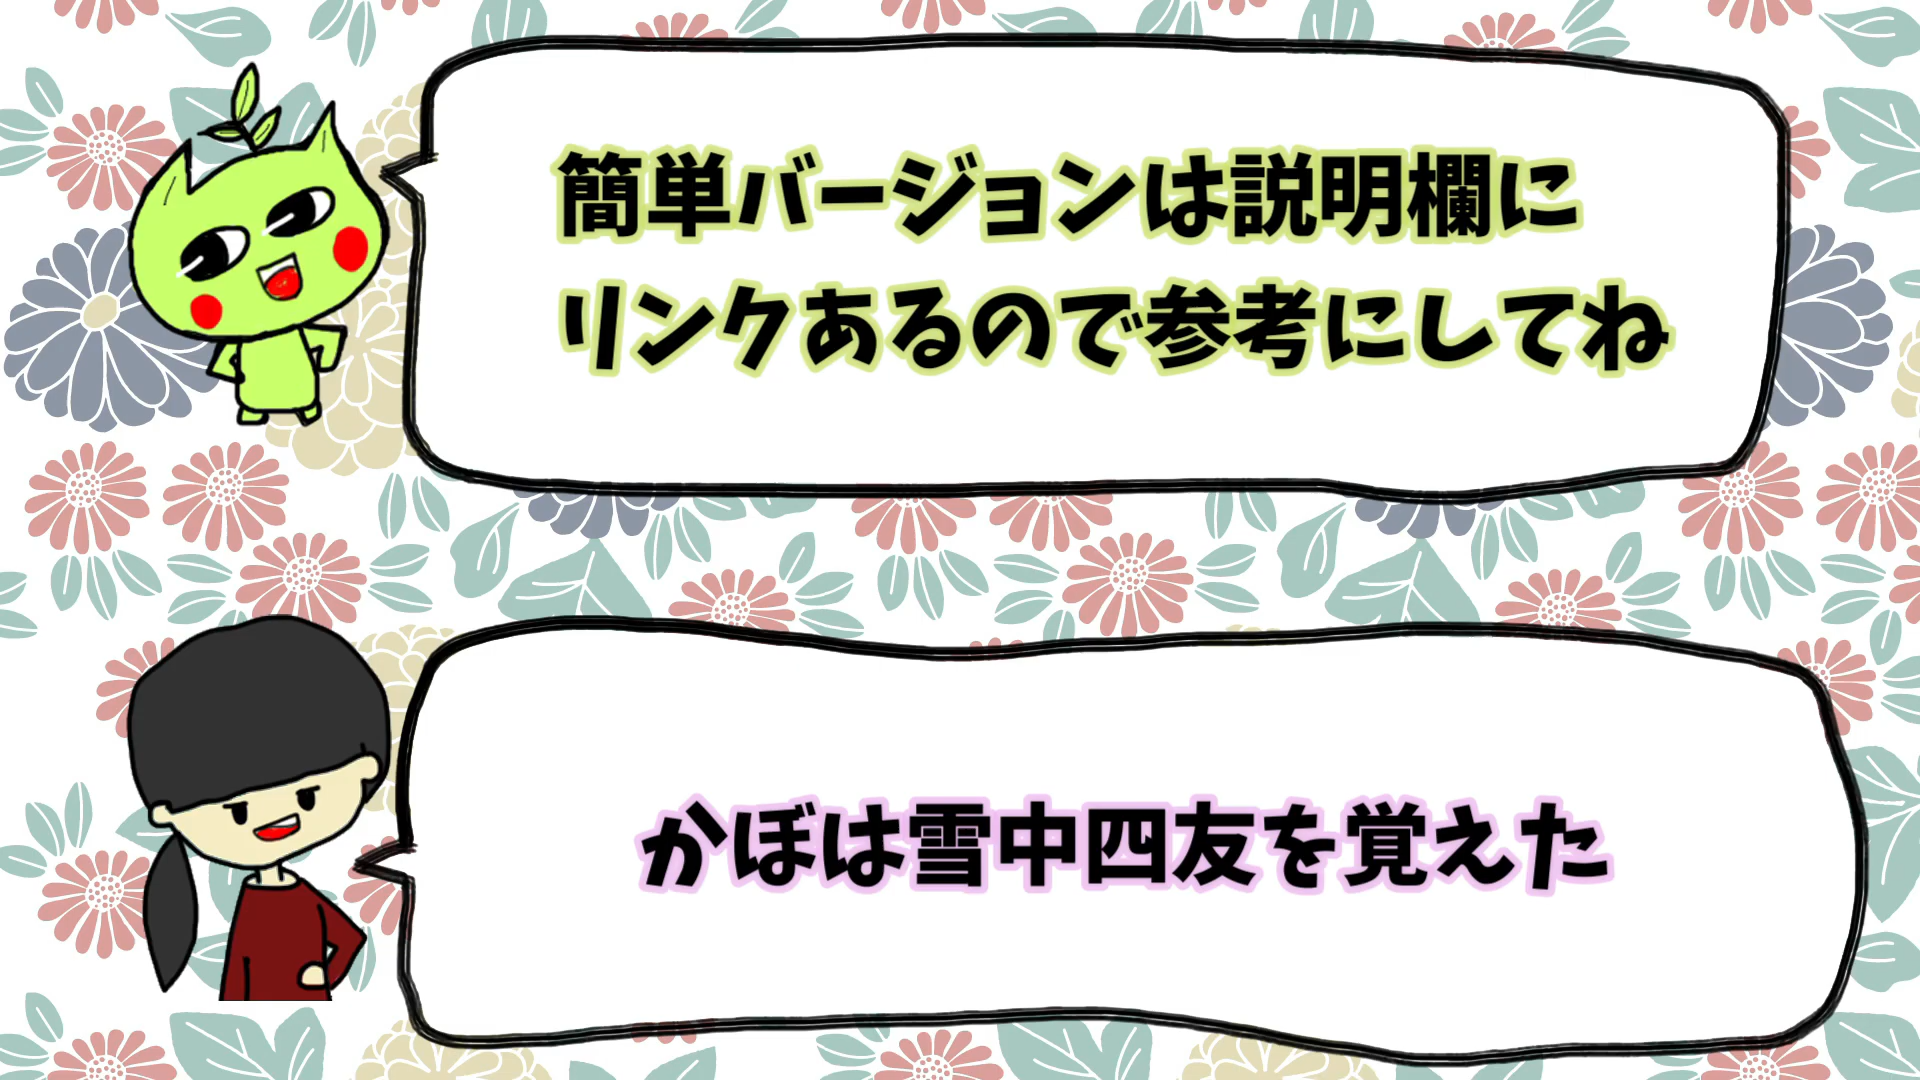 簡単バージョンは説明欄に
リンクあるので参考にしてね
かぼは雪中四友を覚えた